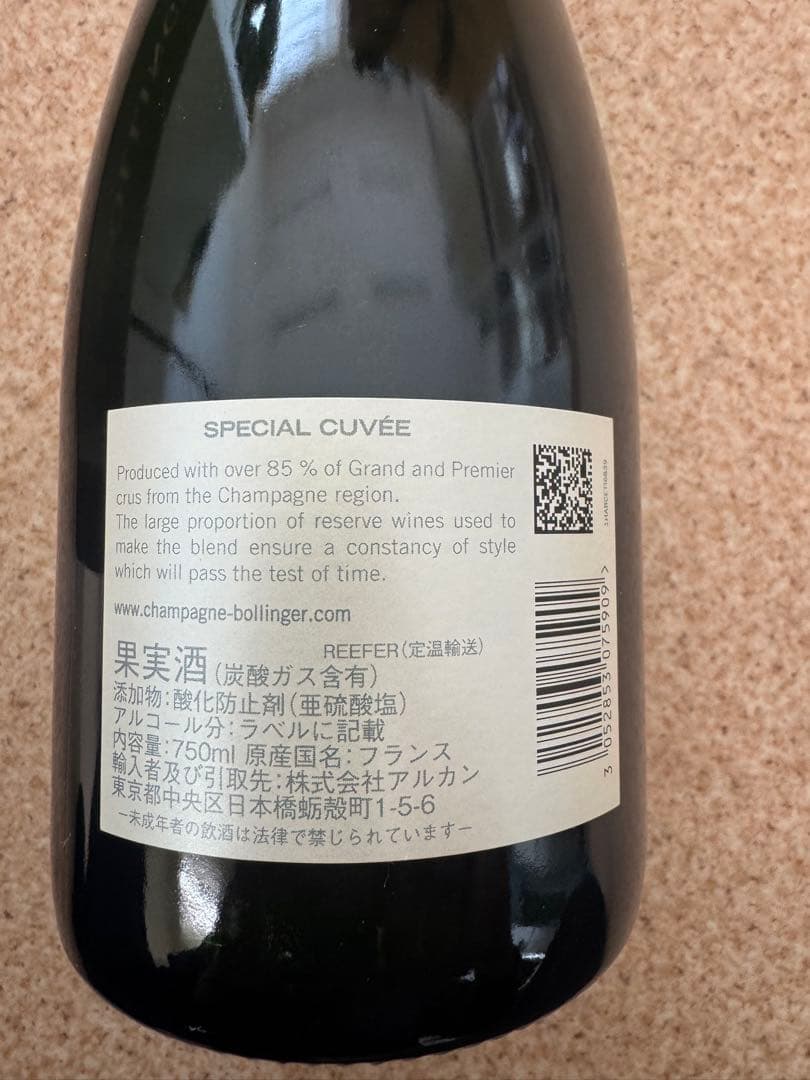 SPECIAL CUVÉE
Produced with over 85 % of Grand and Premier
crus from the Champagne region.
The large proportion of reserve wines used to
make the blend ensure a constancy of style
which will pass the test of time.
www.champagne-bollinger.com
REEFER(定温輸送)
果実酒(炭酸ガス含有)
添加物:酸化防止剤(亜硫酸塩)
アルコール分:ラベルに記載
内容量:750ml 原産国名:フランス
輸入者及び引取先:株式会社アルカン
東京都中央区日本橋蛎殻町1-5-6
ー未成年者の飲酒は法律で禁じられていますー
3 052853 075909 >